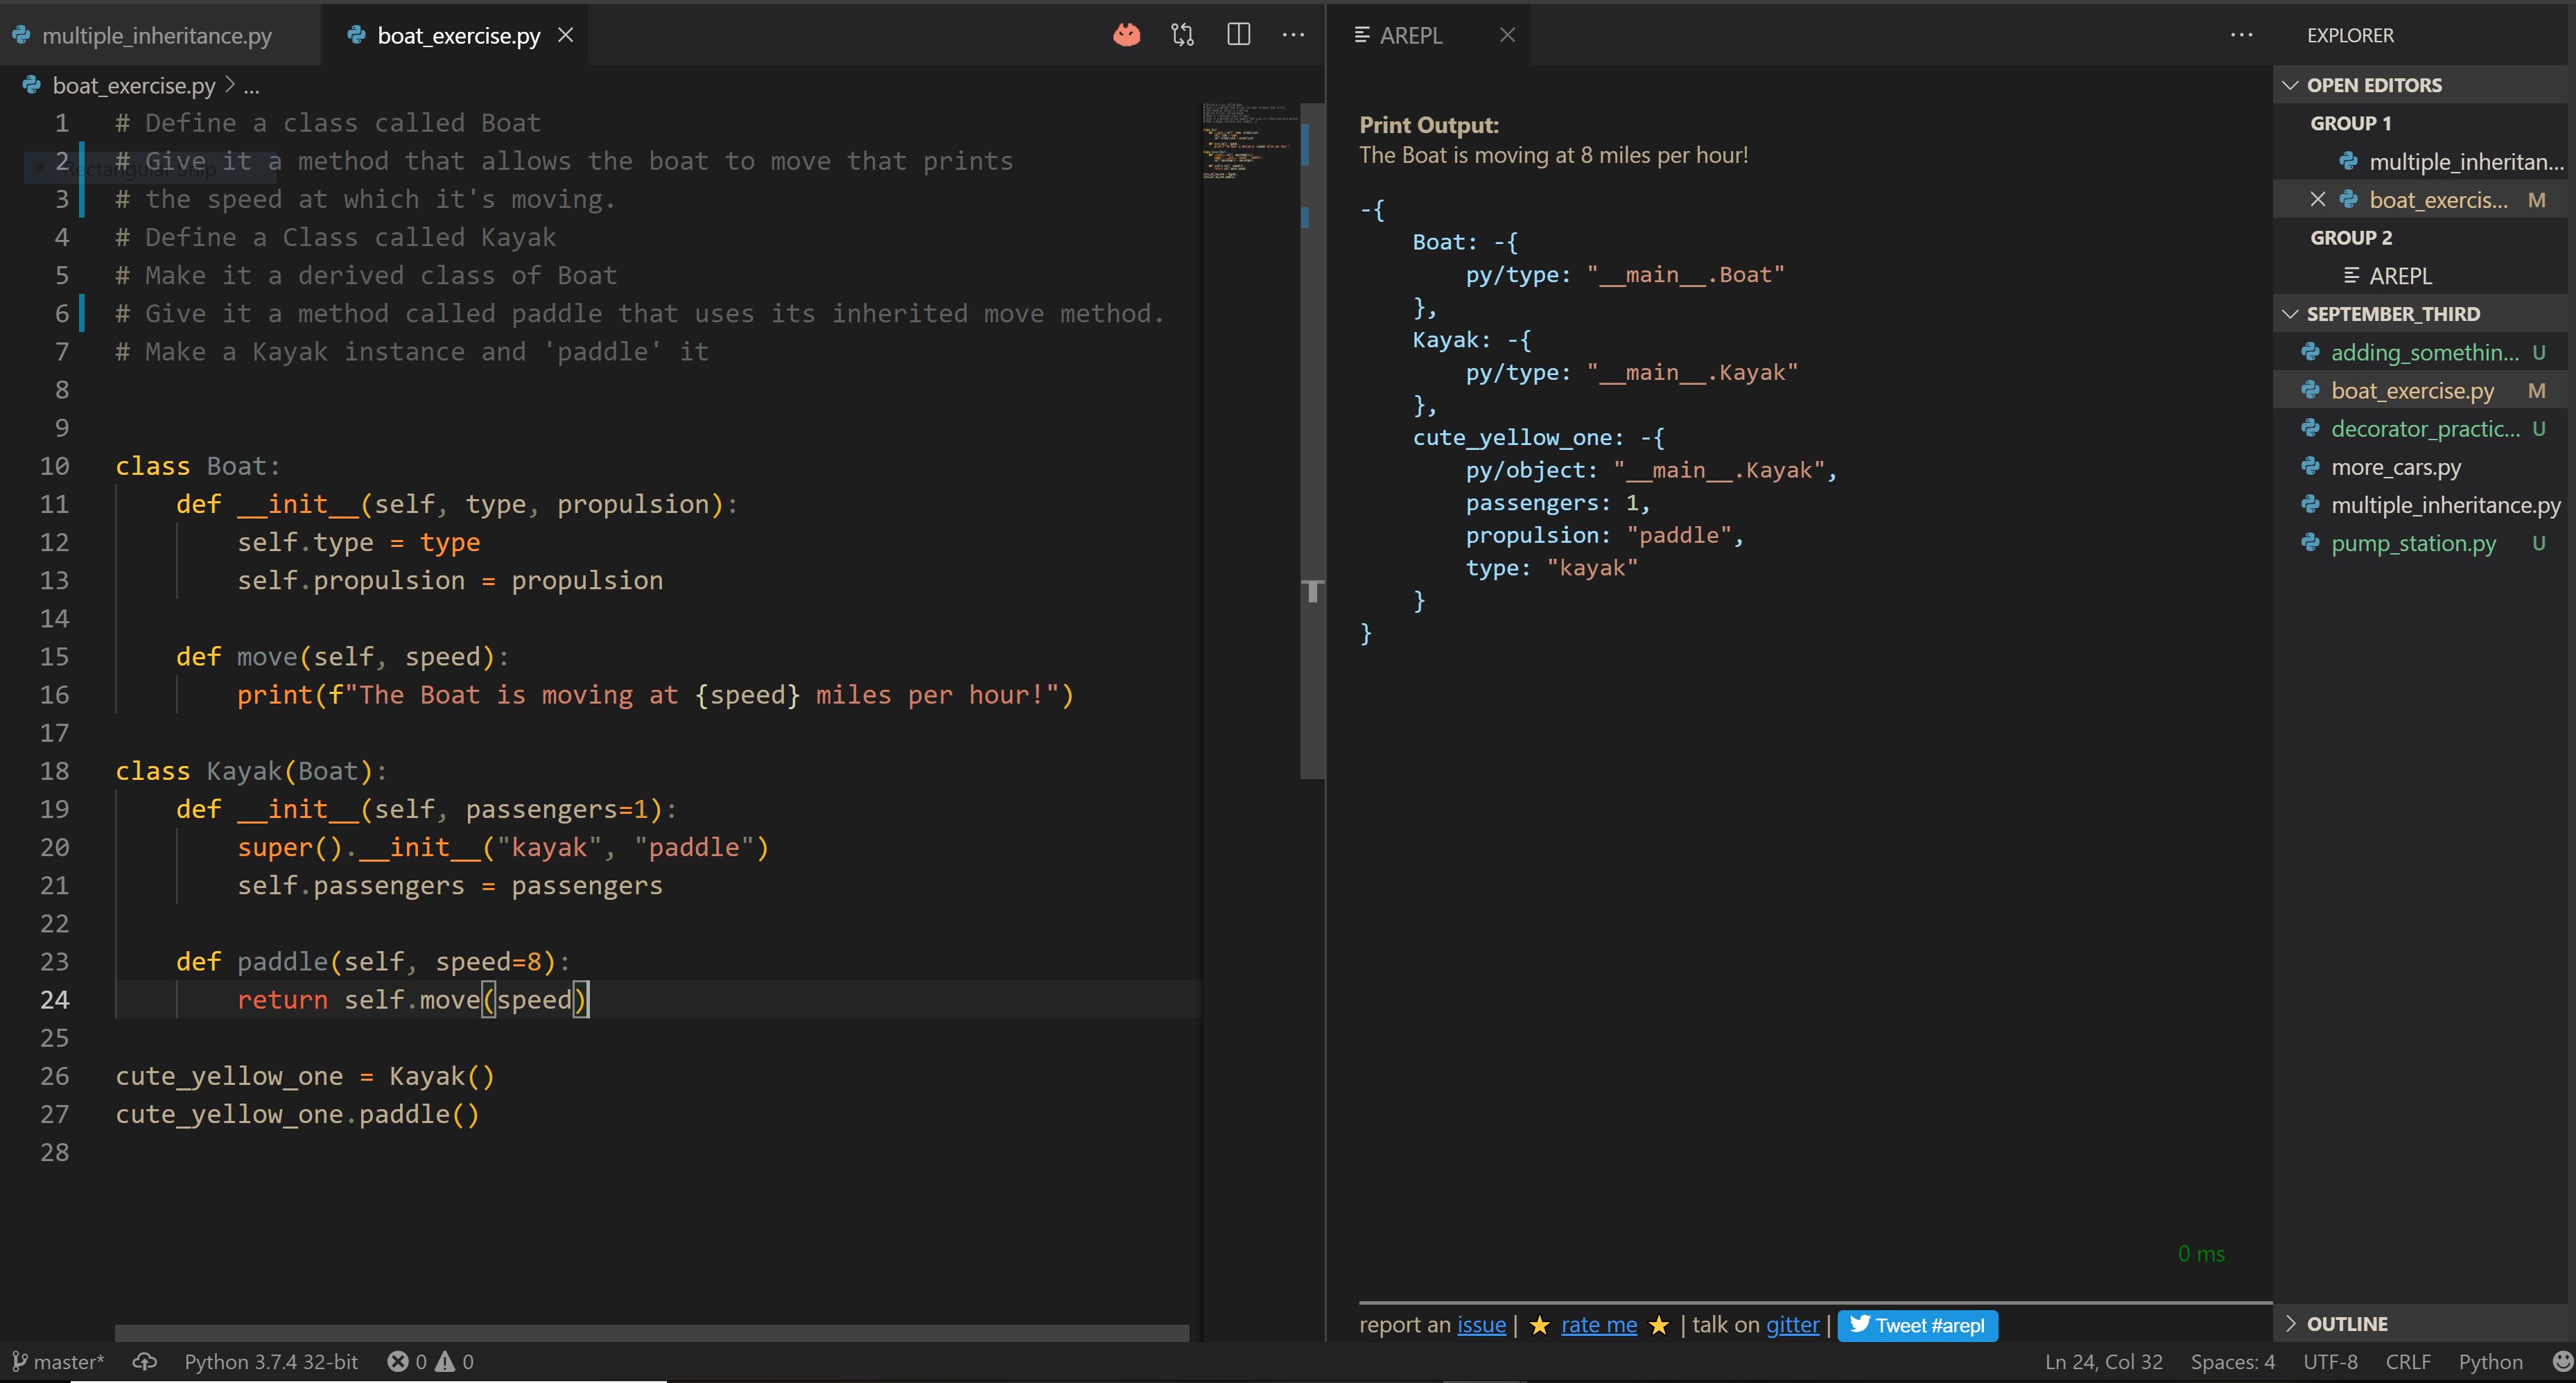 multiple_inheritance.py
boat_exercise.py
AREPL
EXPLORER
boat_exercise.py > ...
1 # Define a class called Boat
2 # Give it a method that allows the boat to move that prints
Rectangular Snip
3 # the speed at which it's moving.
4 # Define a Class called Kayak
5 # Make it a derived class of Boat
6 # Give it a method called paddle that uses its inherited move method.
7 # Make a Kayak instance and 'paddle' it
8
9
10 class Boat:
11 def __init__(self, type, propulsion):
12 self.type = type
13 self.propulsion = propulsion
14
15 def move(self, speed):
16 print(f"The Boat is moving at {speed} miles per hour!")
17
18 class Kayak(Boat):
19 def __init__(self, passengers=1):
20 super().__init__("kayak", "paddle")
21 self.passengers = passengers
22
23 def paddle(self, speed=8):
24 return self.move(speed)
25
26 cute_yellow_one = Kayak()
27 cute_yellow_one.paddle()
28
Print Output:
The Boat is moving at 8 miles per hour!
-{
Boat: -{
py/type: "__main__.Boat"
},
Kayak: -{
py/type: "__main__.Kayak"
},
cute_yellow_one: -{
py/object: "__main__.Kayak",
passengers: 1,
propulsion: "paddle",
type: "kayak"
}
}
0 ms
report an issue | ⭐ rate me ⭐ | talk on gitter | Tweet #arepl
OPEN EDITORS
GROUP 1
multiple_inheritan...
boat_exercis... M
GROUP 2
AREPL
SEPTEMBER_THIRD
adding_somethin... U
boat_exercise.py M
decorator_practic... U
more_cars.py
multiple_inheritance.py
pump_station.py U
OUTLINE
master* Python 3.7.4 32-bit 0 0
Ln 24, Col 32 Spaces: 4 UTF-8 CRLF Python